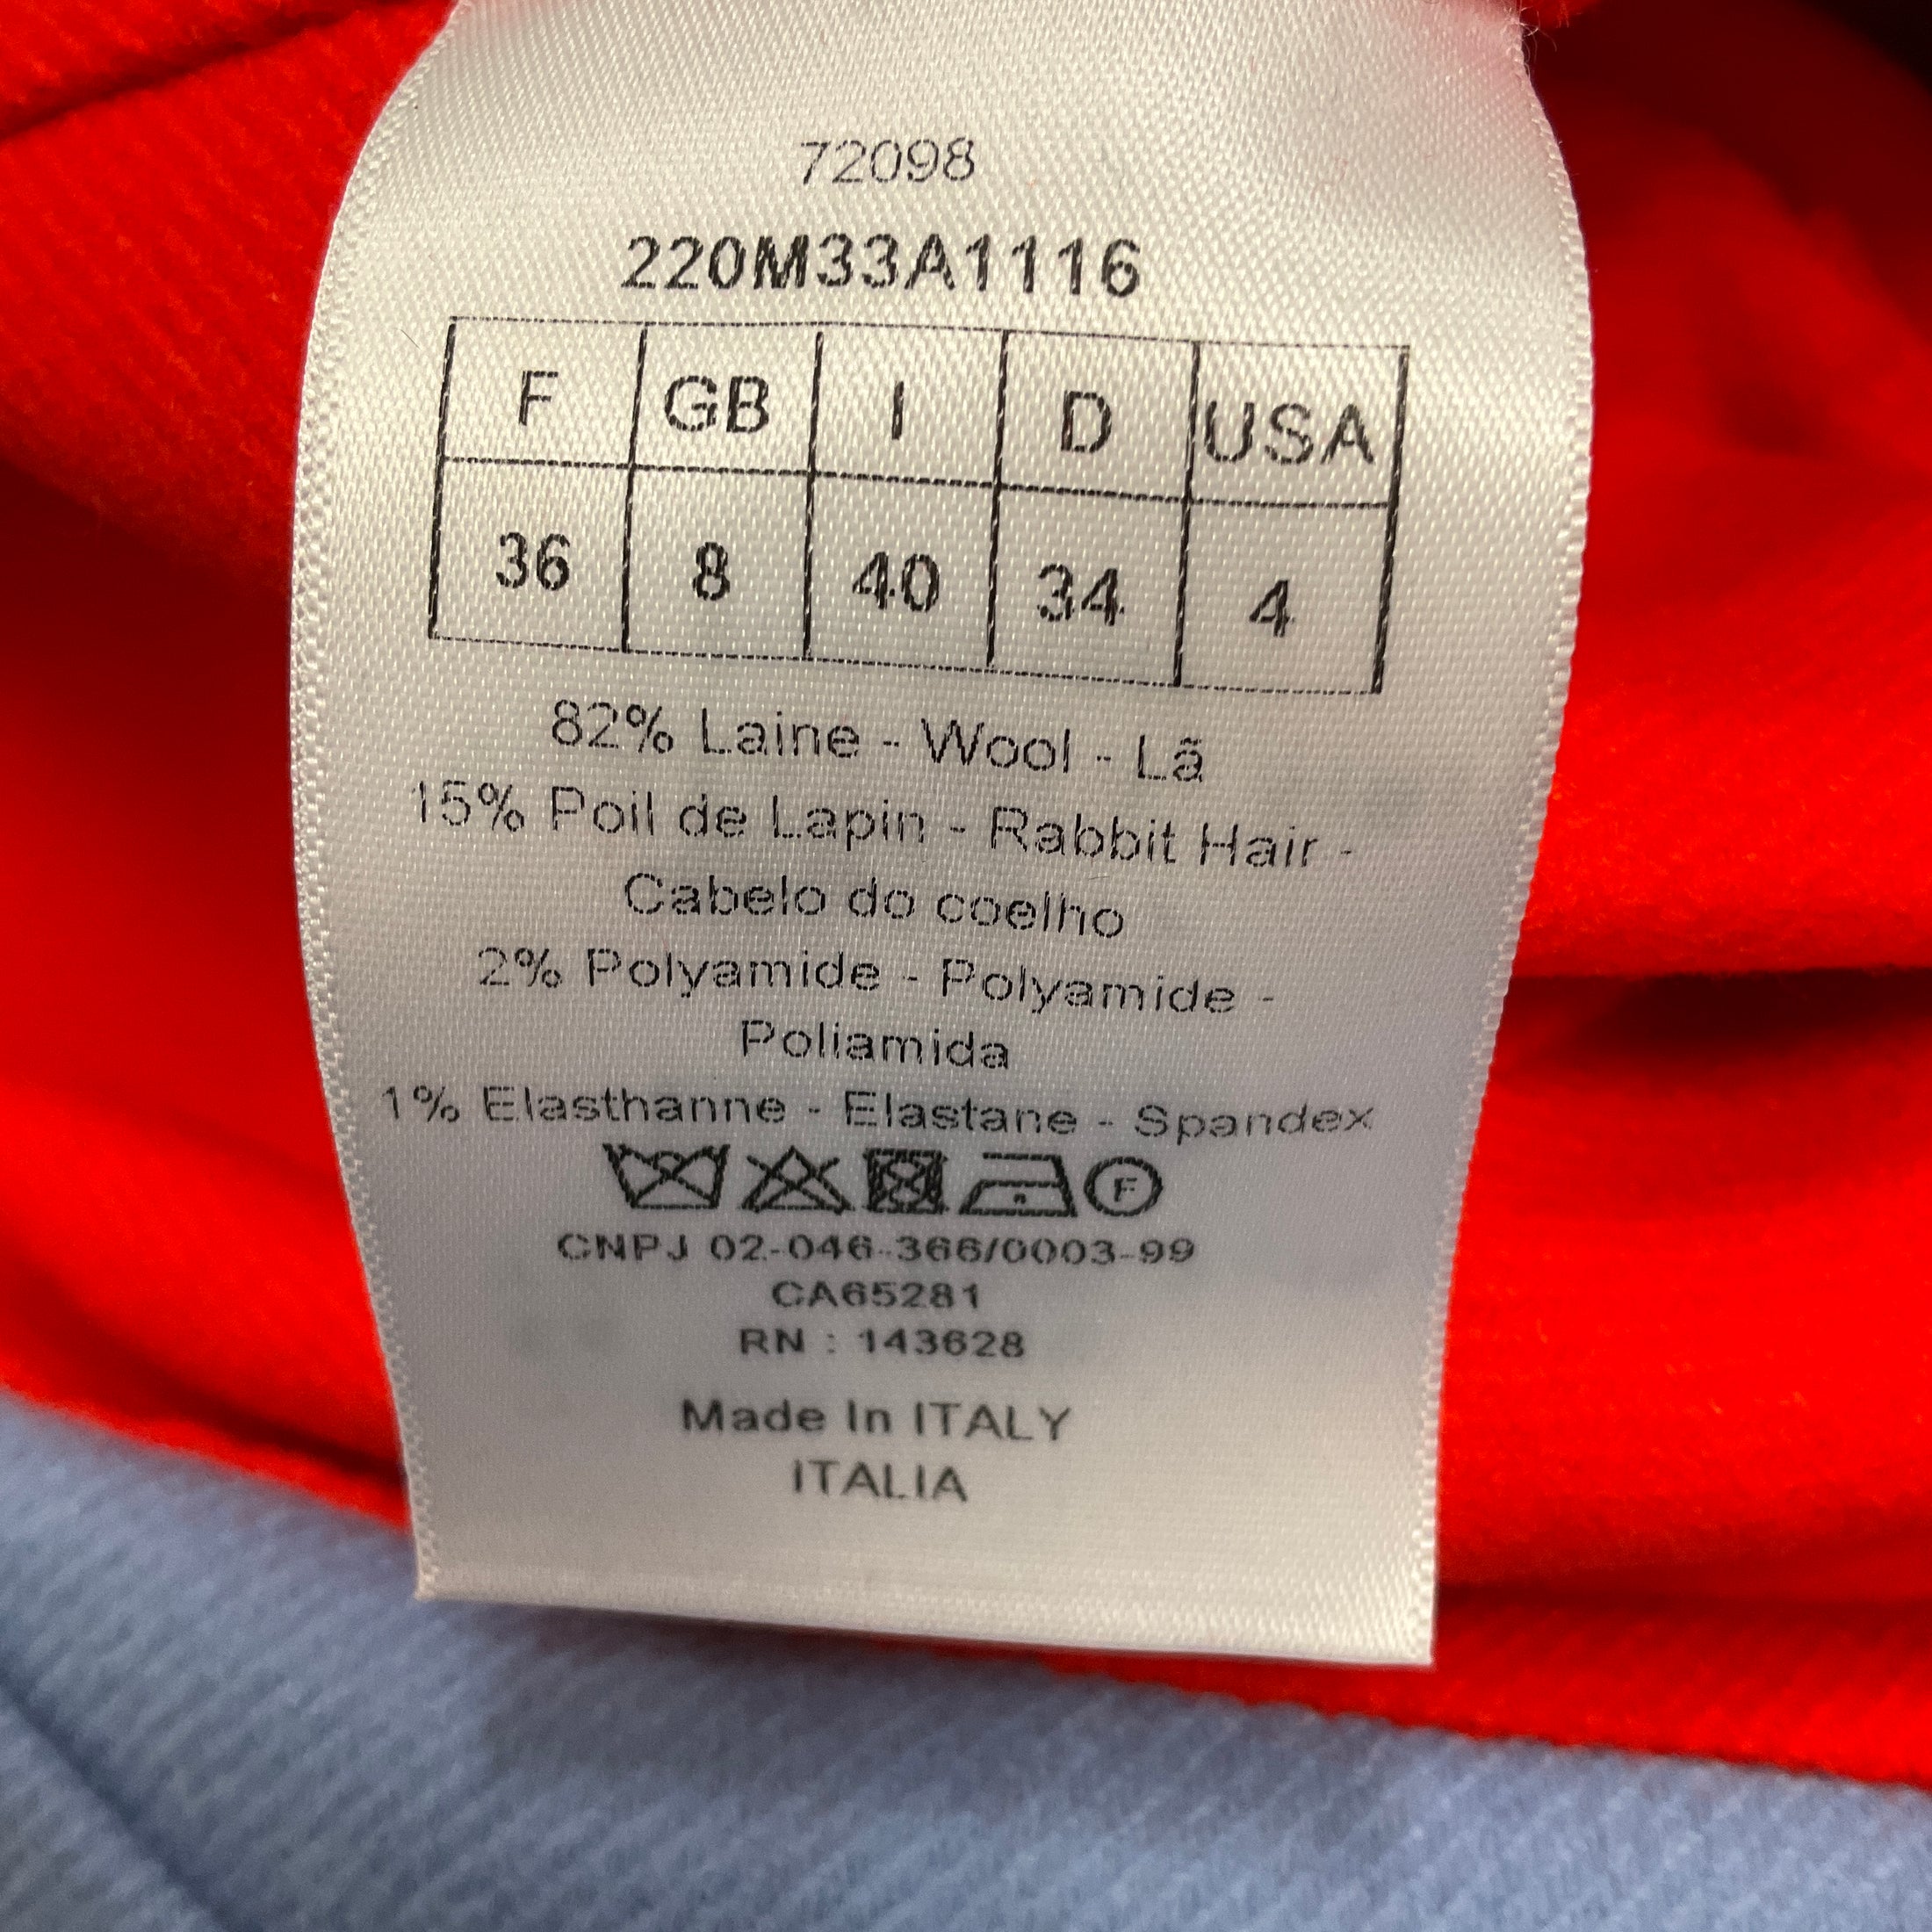 72098
220M33A1116
F GB I D USA
36 8 40 34 4
82% Laine - Wool - Lã
15% Poil de Lapin - Rabbit Hair -
Cabelo do coelho
2% Polyamide - Polyamide -
Poliamida
1% Elasthanne - Elastane - Spandex
F
CNPJ 02-046-366/0003-99
CA65281
RN : 143628
Made In ITALY
ITALIA